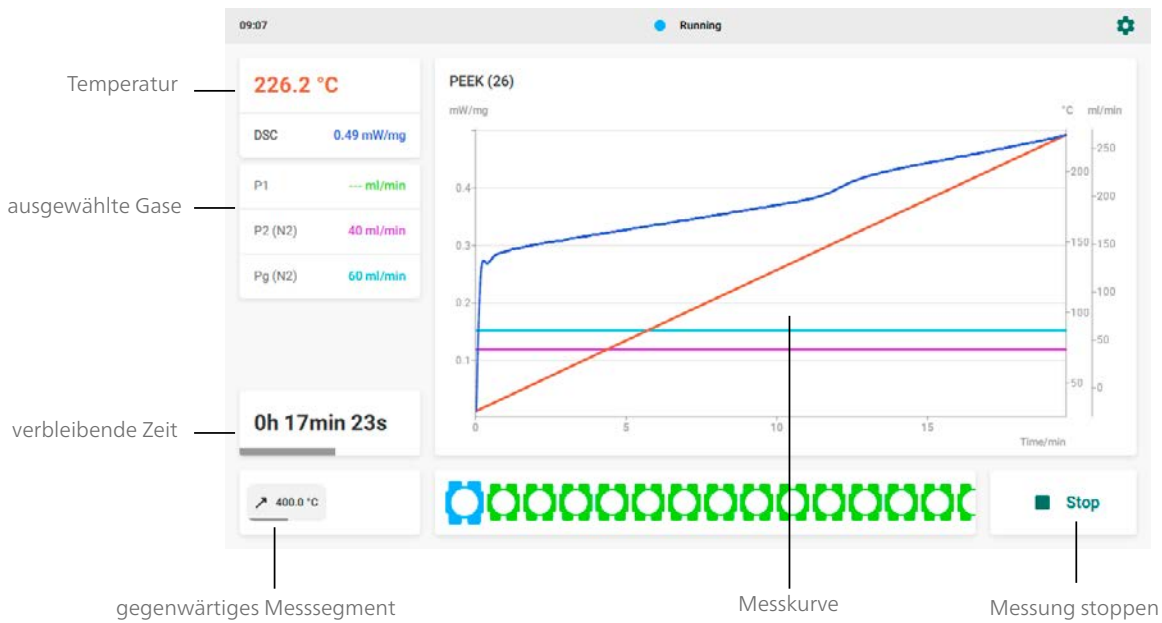 09:07
Running
Temperatur
226.2 °C
DSC 0.49 mW/mg
ausgewählte Gase
P1 --- ml/min
P2 (N2) 40 ml/min
Pg (N2) 60 ml/min
verbleibende Zeit
0h 17min 23s
PEEK (26)
mW/mg
°C ml/min
0.4
0.3
0.2
0.1
200
150
100
50
250
200
150
100
50
0
0 5 10 15
Time/min
400.0 °C
Stop
gegenwärtiges Messsegment
Messkurve
Messung stoppen